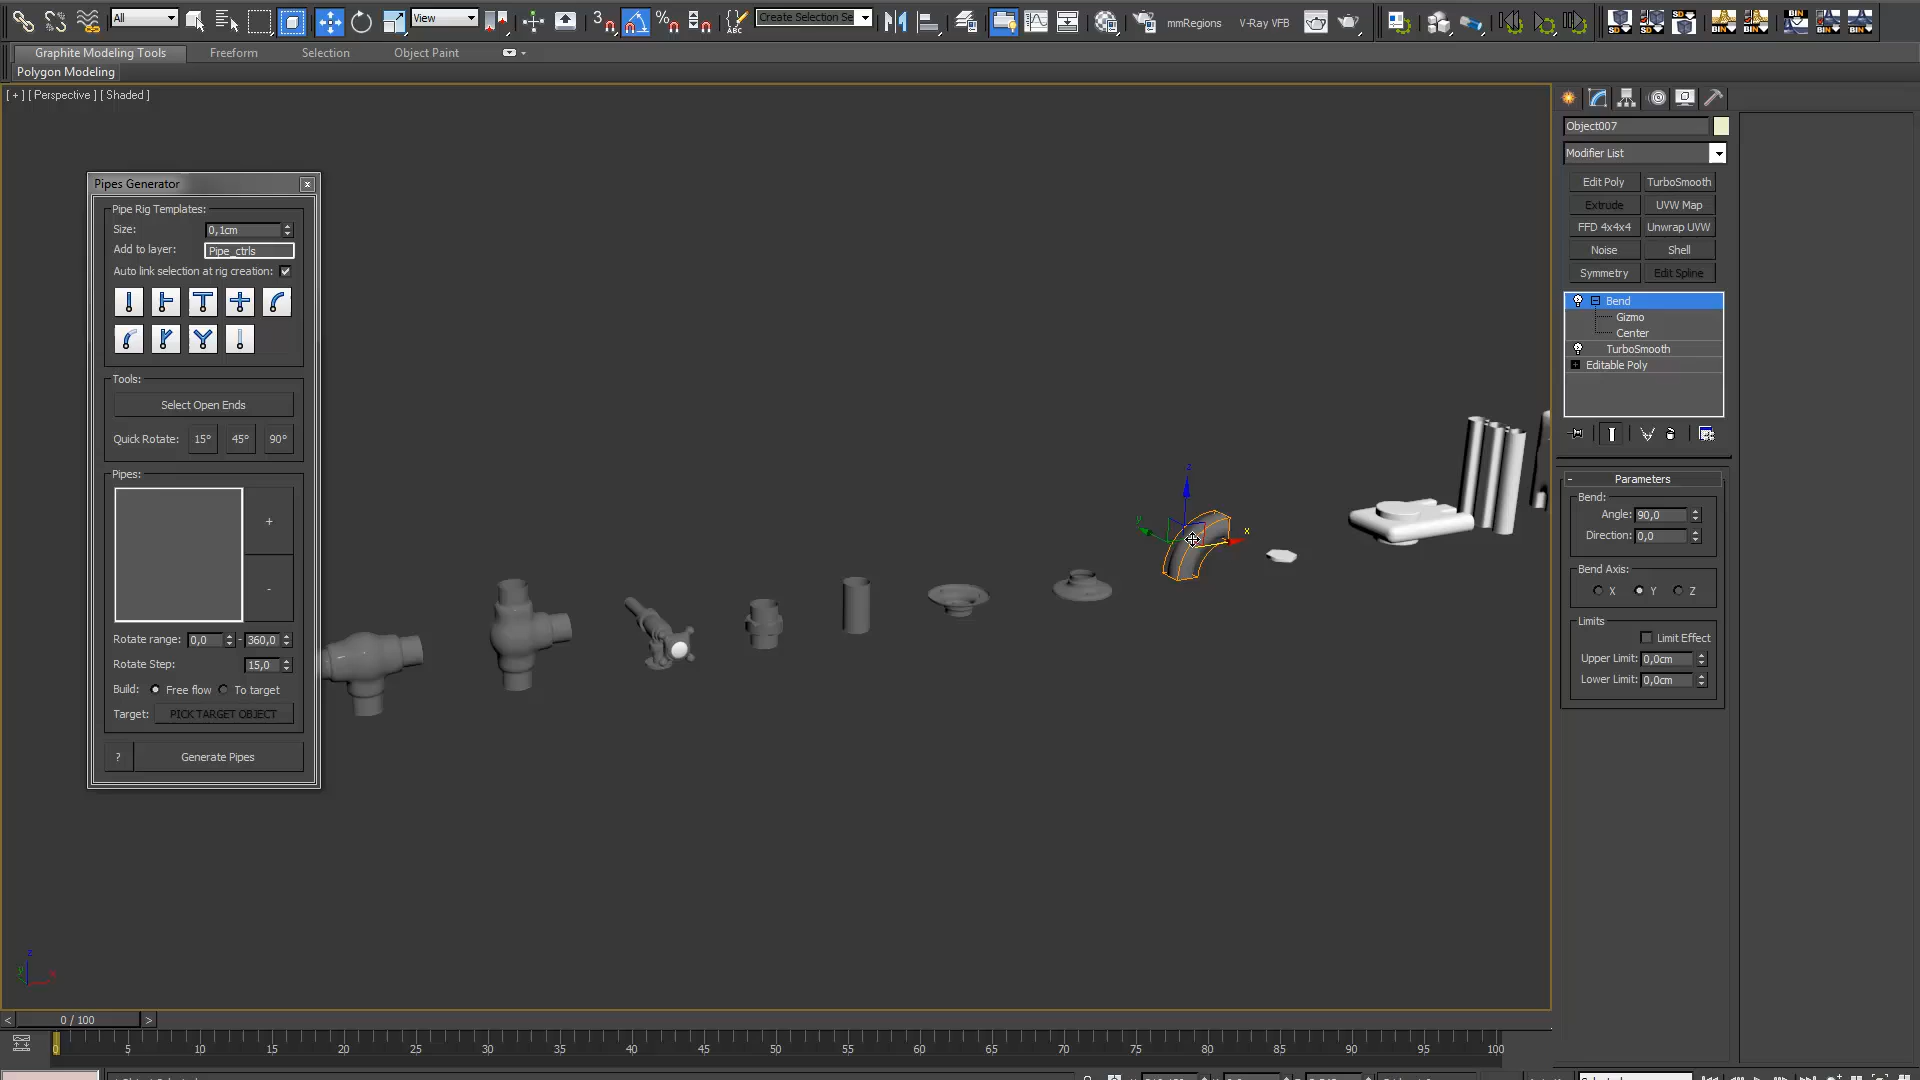 All
View
Create Selection Se
mmRegions
V-Ray VFB
Graphite Modeling Tools
Freeform
Selection
Object Paint
Polygon Modeling
[ + ] [ Perspective ] [ Shaded ]
Pipes Generator
Pipe Rig Templates:
Size: 0,1cm
Add to layer: Pipe_ctrls
Auto link selection at rig creation:
Tools:
Select Open Ends
Quick Rotate: 15° 45° 90°
Pipes:
+
-
Rotate range: 0,0 - 360,0
Rotate Step: 15,0
Build: Free flow To target
Target: PICK TARGET OBJECT
? Generate Pipes
Object007
Modifier List
Edit Poly TurboSmooth
Extrude UVW Map
FFD 4x4x4 Unwrap UVW
Noise Shell
Symmetry Edit Spline
Bend
Gizmo
Center
TurboSmooth
Editable Poly
- Parameters
Bend:
Angle: 90,0
Direction: 0,0
Bend Axis:
X Y Z
Limits
Limit Effect
Upper Limit: 0,0cm
Lower Limit: 0,0cm
z
x
< 0 / 100 >
0 5 10 15 20 25 30 35 40 45 50 55 60 65 70 75 80 85 90 95 100